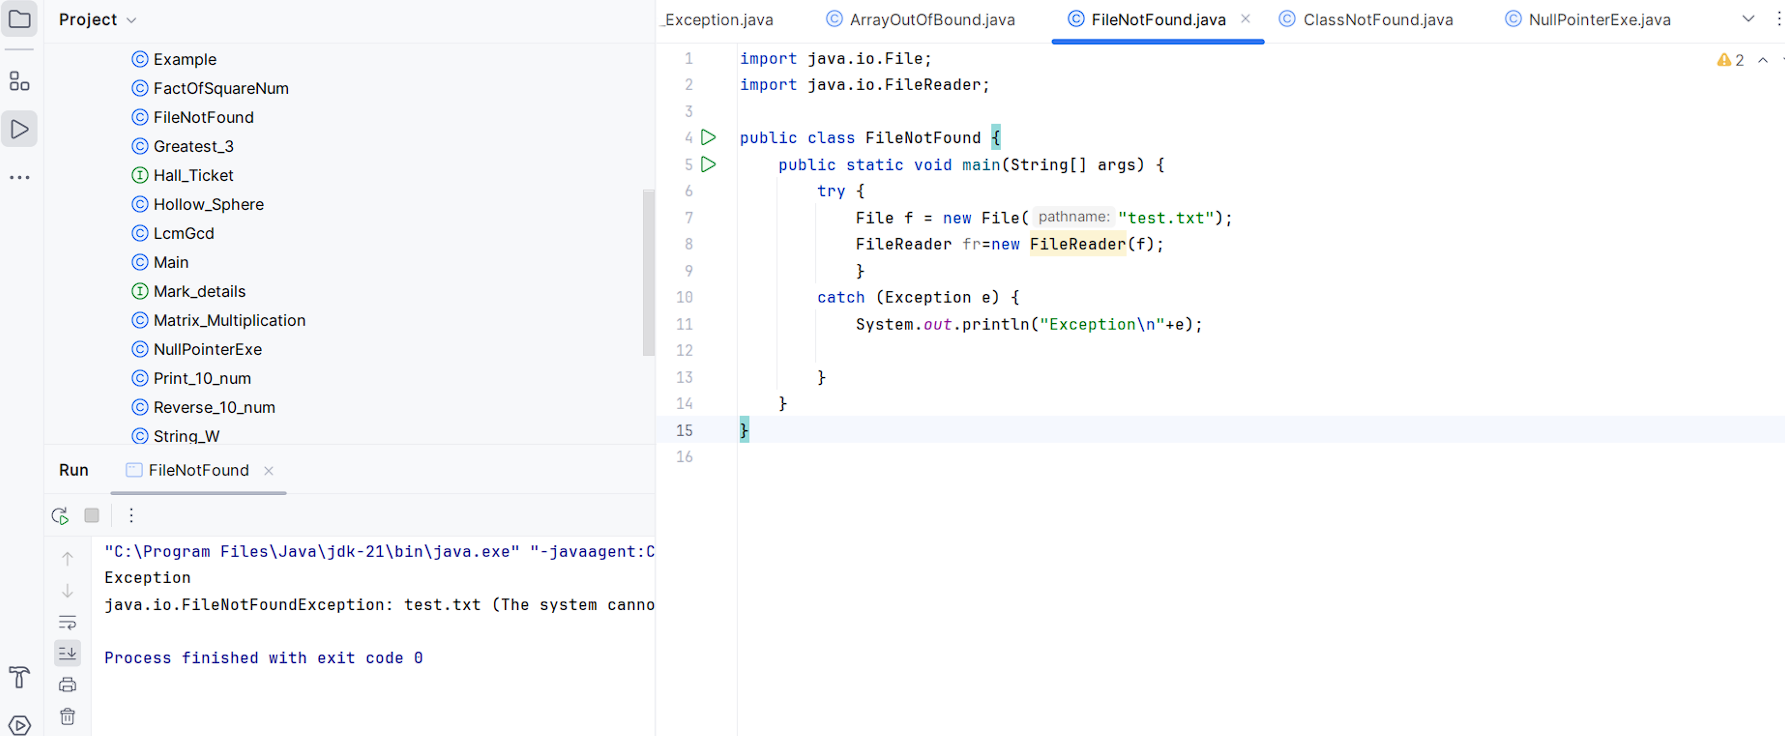 Project
Example
FactOfSquareNum
FileNotFound
Greatest_3
Hall_Ticket
Hollow_Sphere
LcmGcd
Main
Mark_details
Matrix_Multiplication
NullPointerExe
Print_10_num
Reverse_10_num
String_W
_Exception.java ArrayOutOfBound.java FileNotFound.java ClassNotFound.java NullPointerExe.java
2
1 import java.io.File;
2 import java.io.FileReader;
3
4 public class FileNotFound {
5 public static void main(String[] args) {
6 try {
7 File f = new File( pathname: "test.txt");
8 FileReader fr=new FileReader(f);
9 }
10 catch (Exception e) {
11 System.out.println("Exception\n"+e);
12
13 }
14 }
15 }
16
Run FileNotFound
"C:\Program Files\Java\jdk-21\bin\java.exe" "-javaagent:C
Exception
java.io.FileNotFoundException: test.txt (The system canno
Process finished with exit code 0